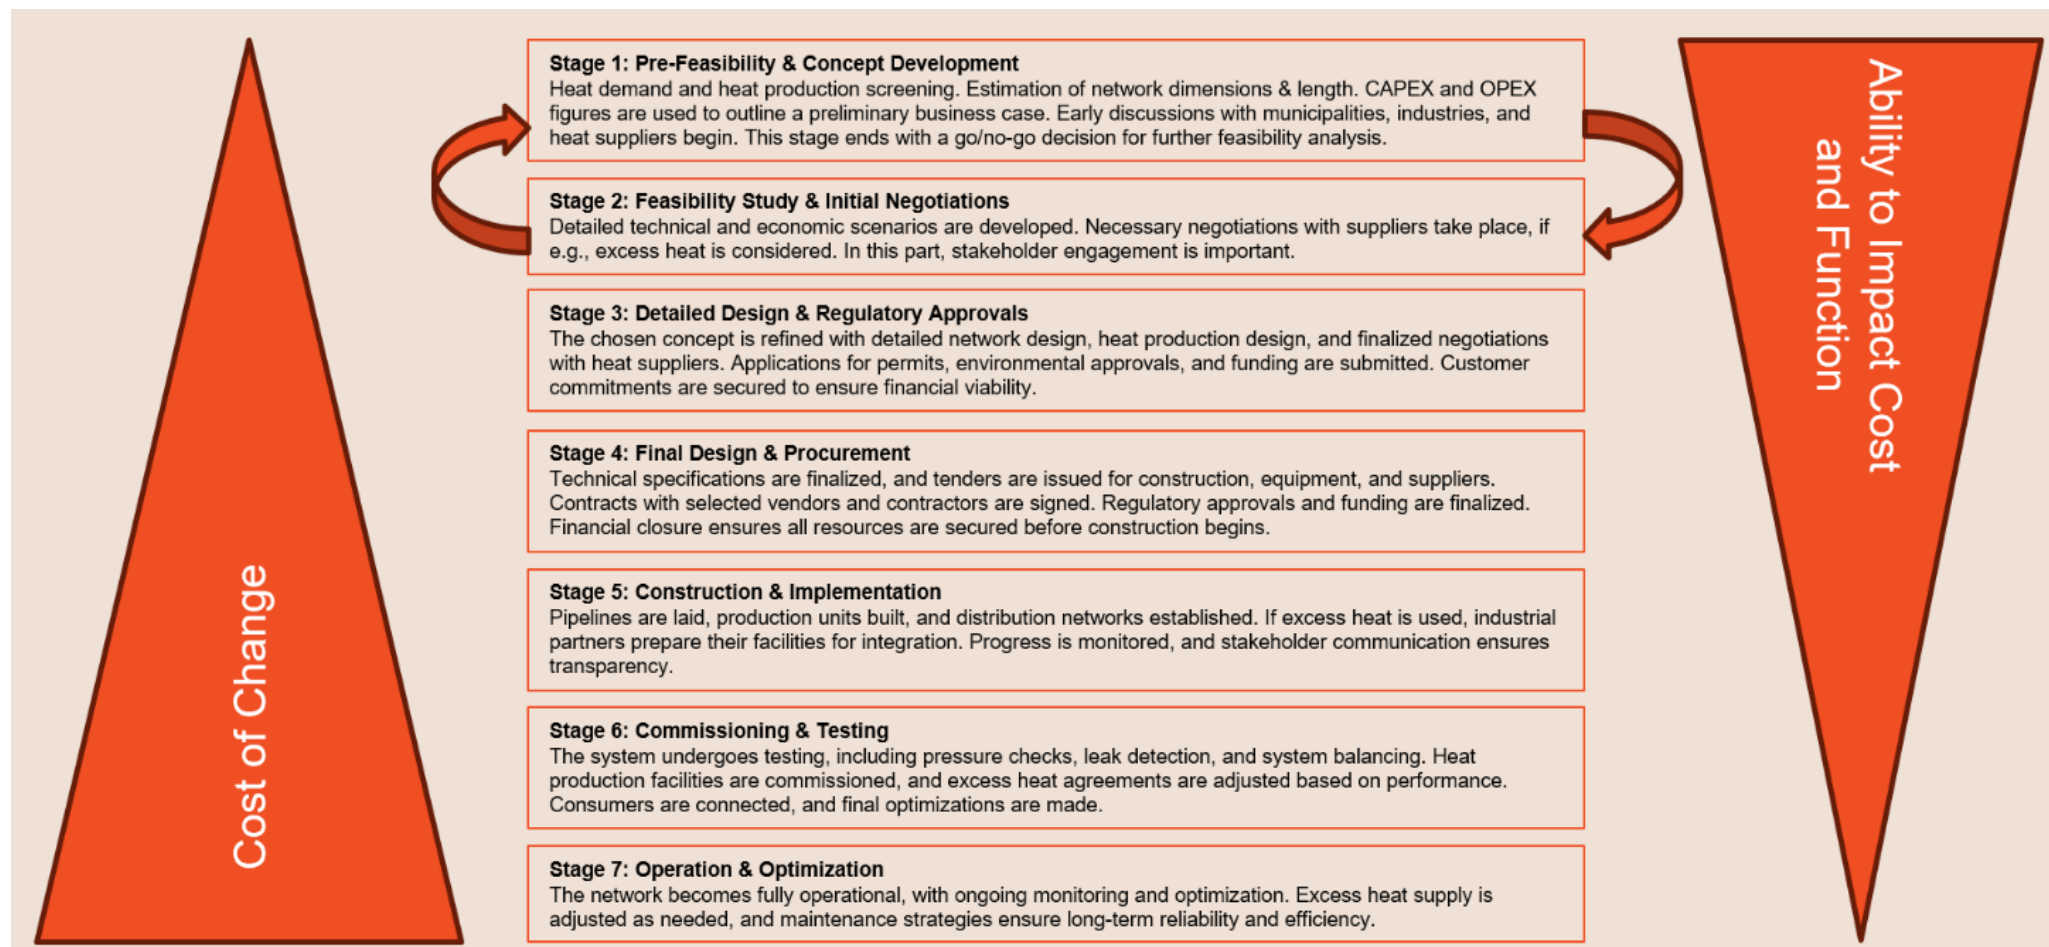 Stage 1: Pre-Feasibility & Concept Development
Heat demand and heat production screening. Estimation of network dimensions & length. CAPEX and OPEX
figures are used to outline a preliminary business case. Early discussions with municipalities, industries, and
heat suppliers begin. This stage ends with a go/no-go decision for further feasibility analysis.
Stage 2: Feasibility Study & Initial Negotiations
Detailed technical and economic scenarios are developed. Necessary negotiations with suppliers take place, if
e.g., excess heat is considered. In this part, stakeholder engagement is important.
Stage 3: Detailed Design & Regulatory Approvals
The chosen concept is refined with detailed network design, heat production design, and finalized negotiations
with heat suppliers. Applications for permits, environmental approvals, and funding are submitted. Customer
commitments are secured to ensure financial viability.
Stage 4: Final Design & Procurement
Technical specifications are finalized, and tenders are issued for construction, equipment, and suppliers.
Contracts with selected vendors and contractors are signed. Regulatory approvals and funding are finalized.
Financial closure ensures all resources are secured before construction begins.
Stage 5: Construction & Implementation
Pipelines are laid, production units built, and distribution networks established. If excess heat is used, industrial
partners prepare their facilities for integration. Progress is monitored, and stakeholder communication ensures
transparency.
Stage 6: Commissioning & Testing
The system undergoes testing, including pressure checks, leak detection, and system balancing. Heat
production facilities are commissioned, and excess heat agreements are adjusted based on performance.
Consumers are connected, and final optimizations are made.
Stage 7: Operation & Optimization
The network becomes fully operational, with ongoing monitoring and optimization. Excess heat supply is
adjusted as needed, and maintenance strategies ensure long-term reliability and efficiency.
Cost of Change
Ability to Impact Cost
and Function